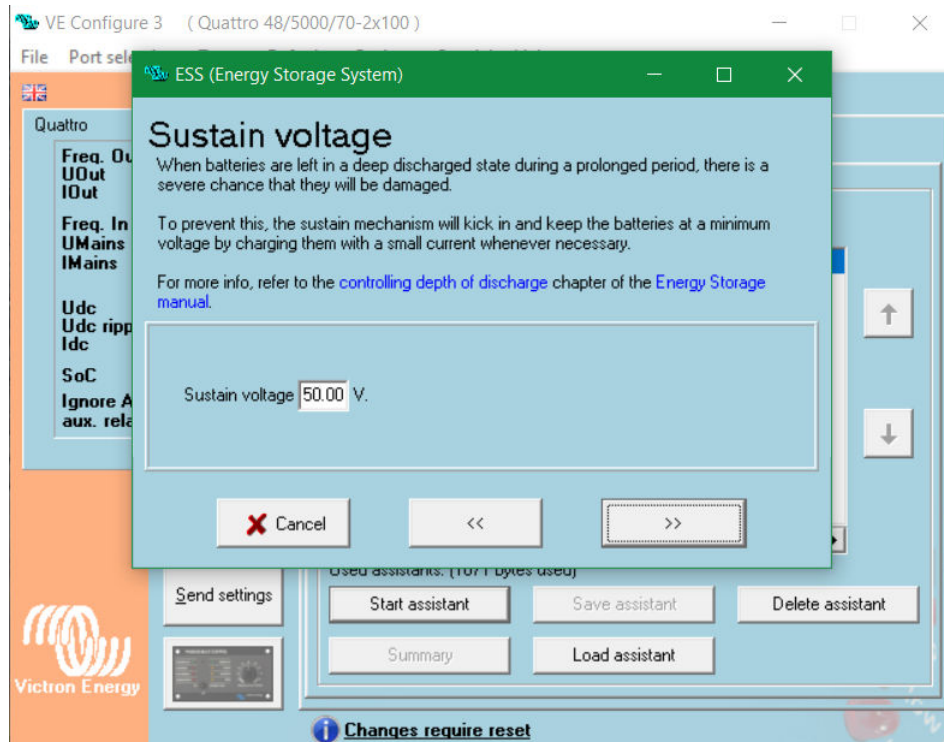 VE Configure 3 ( Quattro 48/5000/70-2x100 )
File Port sele
ESS (Energy Storage System)
Quattro
Freq. Ou
UOut
IOut
Freq. In
UMains
IMains
Udc
Udc ripp
Idc
SoC
Ignore A
aux. rela
Sustain voltage
When batteries are left in a deep discharged state during a prolonged period, there is a
severe chance that they will be damaged.
To prevent this, the sustain mechanism will kick in and keep the batteries at a minimum
voltage by charging them with a small current whenever necessary.
For more info, refer to the controlling depth of discharge chapter of the Energy Storage
manual.
Sustain voltage 50.00 V.
Cancel << >>
Used assistants: (1071 bytes used)
Send settings
Start assistant Save assistant Delete assistant
Summary Load assistant
Victron Energy
Changes require reset